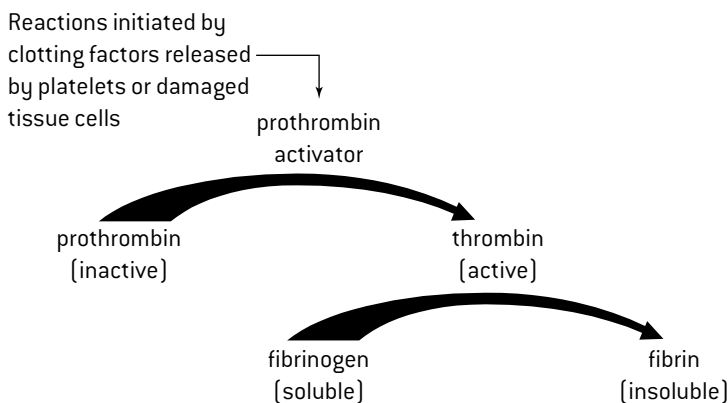 Reactions initiated by
clotting factors released
by platelets or damaged
tissue cells
prothrombin
activator
prothrombin
(inactive)
thrombin
(active)
fibrinogen
(soluble)
fibrin
(insoluble)